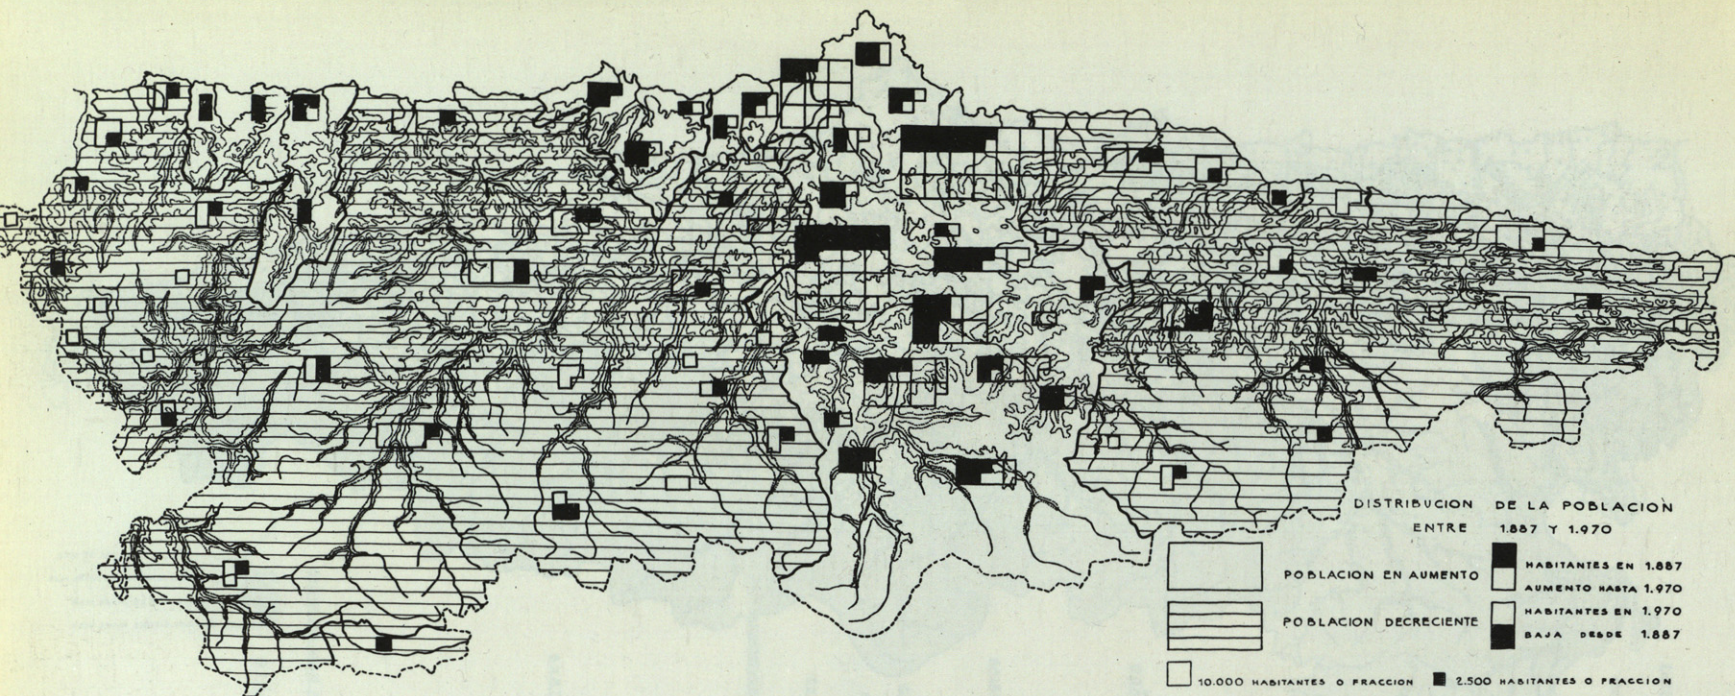 DISTRIBUCION DE LA POBLACION
ENTRE 1.887 Y 1.970
POBLACION EN AUMENTO
HABITANTES EN 1.887
AUMENTO HASTA 1.970
POBLACION DECRECIENTE
HABITANTES EN 1.970
BAJA DESDE 1.887
10.000 HABITANTES O FRACCION
2.500 HABITANTES O FRACCION